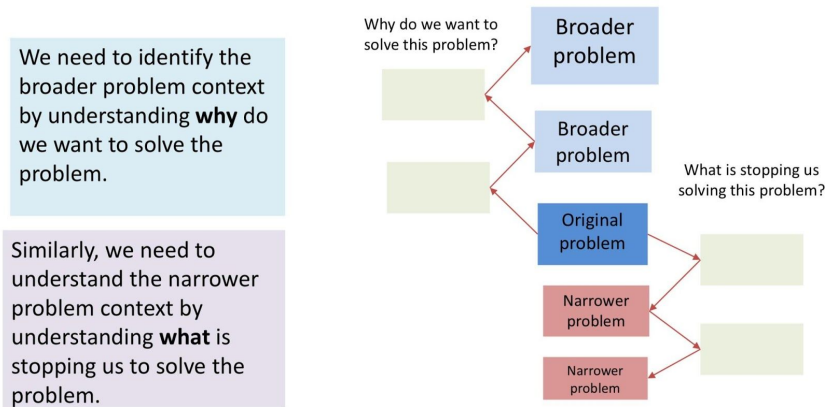 We need to identify the
broader problem context
by understanding why do
we want to solve the
problem.
Similarly, we need to
understand the narrower
problem context by
understanding what is
stopping us to solve the
problem.
Why do we want to
solve this problem?
Broader
problem
Broader
problem
What is stopping us
solving this problem?
Original
problem
Narrower
problem
Narrower
problem